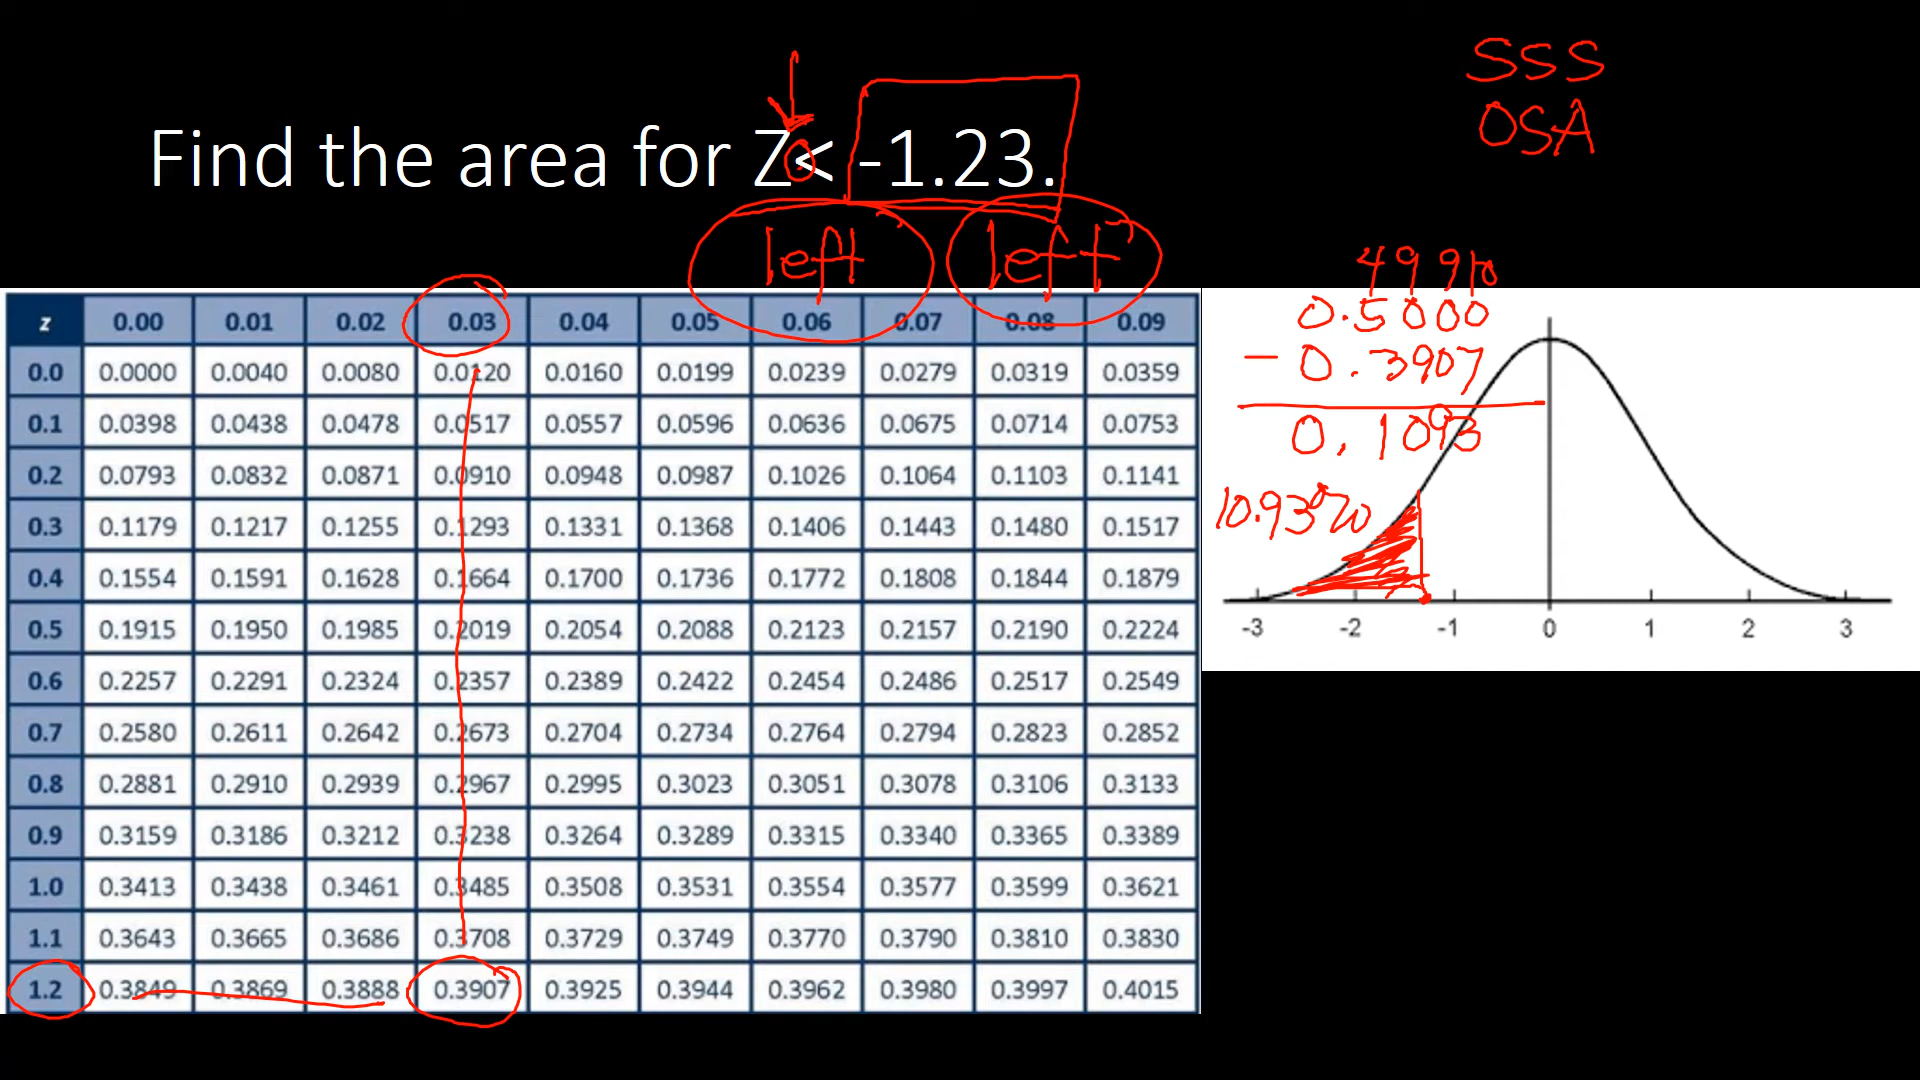 SSS
OSA
Find the area for Z< -1.23.
left left
z 0.00 0.01 0.02 0.03 0.04 0.05 0.06 0.07 0.08 0.09
0.0 0.0000 0.0040 0.0080 0.0120 0.0160 0.0199 0.0239 0.0279 0.0319 0.0359
0.1 0.0398 0.0438 0.0478 0.0517 0.0557 0.0596 0.0636 0.0675 0.0714 0.0753
0.2 0.0793 0.0832 0.0871 0.0910 0.0948 0.0987 0.1026 0.1064 0.1103 0.1141
0.3 0.1179 0.1217 0.1255 0.1293 0.1331 0.1368 0.1406 0.1443 0.1480 0.1517
0.4 0.1554 0.1591 0.1628 0.1664 0.1700 0.1736 0.1772 0.1808 0.1844 0.1879
0.5 0.1915 0.1950 0.1985 0.2019 0.2054 0.2088 0.2123 0.2157 0.2190 0.2224
0.6 0.2257 0.2291 0.2324 0.2357 0.2389 0.2422 0.2454 0.2486 0.2517 0.2549
0.7 0.2580 0.2611 0.2642 0.2673 0.2704 0.2734 0.2764 0.2794 0.2823 0.2852
0.8 0.2881 0.2910 0.2939 0.2967 0.2995 0.3023 0.3051 0.3078 0.3106 0.3133
0.9 0.3159 0.3186 0.3212 0.3238 0.3264 0.3289 0.3315 0.3340 0.3365 0.3389
1.0 0.3413 0.3438 0.3461 0.3485 0.3508 0.3531 0.3554 0.3577 0.3599 0.3621
1.1 0.3643 0.3665 0.3686 0.3708 0.3729 0.3749 0.3770 0.3790 0.3810 0.3830
1.2 0.3849 0.3869 0.3888 0.3907 0.3925 0.3944 0.3962 0.3980 0.3997 0.4015
4 9 9 10
0.5000
- 0.3907
0.1093
10.93%
-3 -2 -1 0 1 2 3